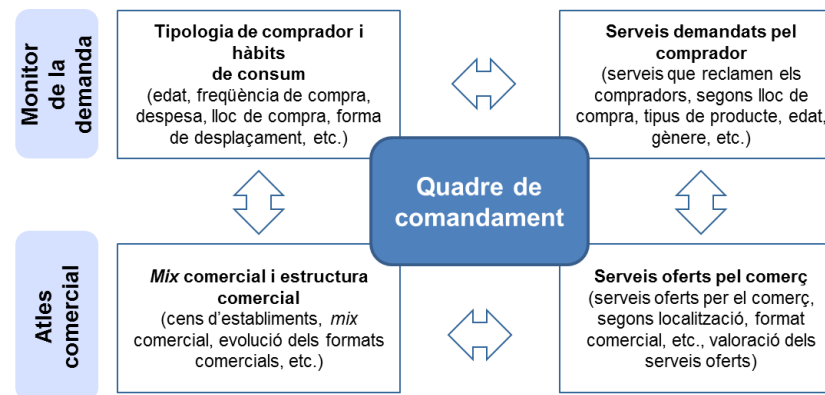 Monitor
de la
demanda
Tipologia de comprador i
hàbits
de consum
(edat, freqüència de compra,
despesa, lloc de compra, forma
de desplaçament, etc.)
Serveis demandats pel
comprador
(serveis que reclamen els
compradors, segons lloc de
compra, tipus de producte, edat,
gènere, etc.)
Quadre de
comandament
Atles
comercial
Mix comercial i estructura
comercial
(cens d'establiments, mix
comercial, evolució dels formats
comercials, etc.)
Serveis oferts pel comerç
(serveis oferts per el comerç,
segons localització, format
comercial, etc., valoració dels
serveis oferts)